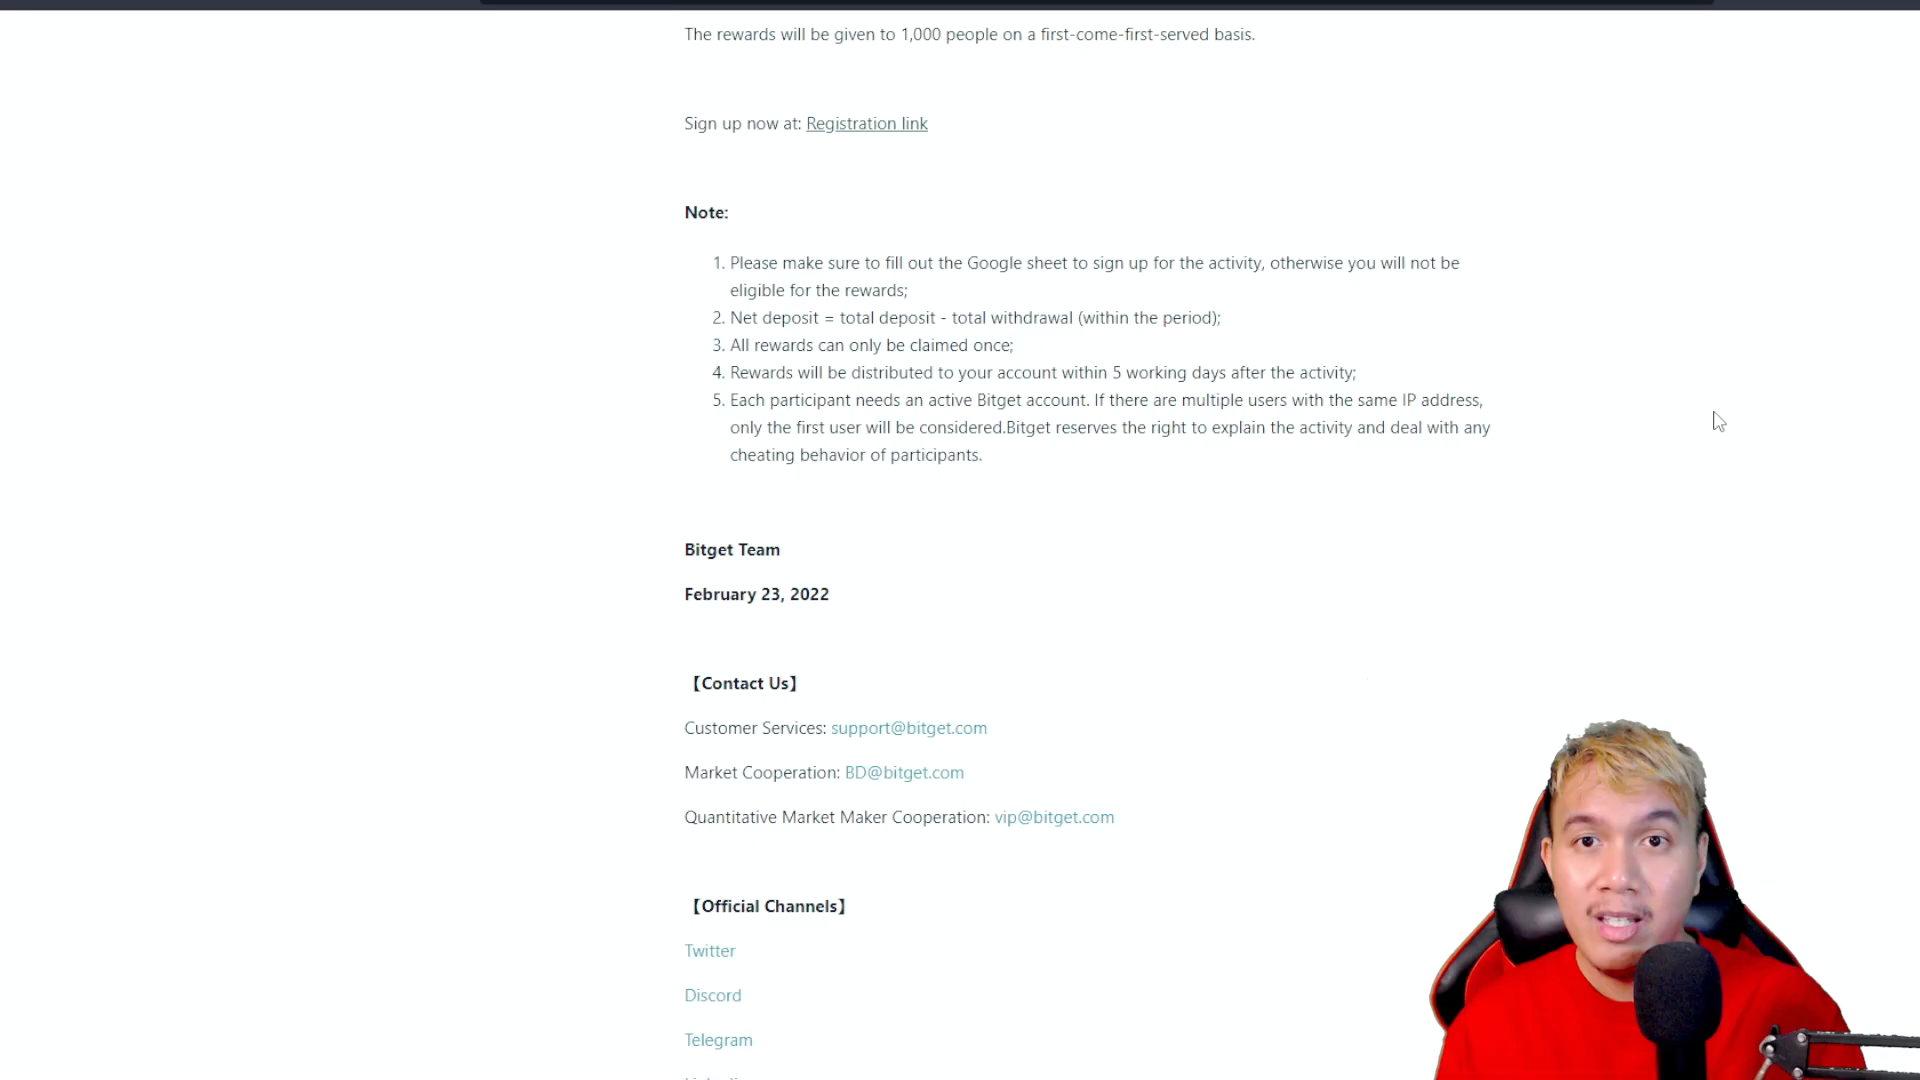 The rewards will be given to 1,000 people on a first-come-first-served basis.
Sign up now at: Registration link
Note:
1. Please make sure to fill out the Google sheet to sign up for the activity, otherwise you will not be
eligible for the rewards;
2. Net deposit = total deposit - total withdrawal (within the period);
3. All rewards can only be claimed once;
4. Rewards will be distributed to your account within 5 working days after the activity;
5. Each participant needs an active Bitget account. If there are multiple users with the same IP address,
only the first user will be considered.Bitget reserves the right to explain the activity and deal with any
cheating behavior of participants.
Bitget Team
February 23, 2022
【Contact Us】
Customer Services: support@bitget.com
Market Cooperation: BD@bitget.com
Quantitative Market Maker Cooperation: vip@bitget.com
【Official Channels】
Twitter
Discord
Telegram